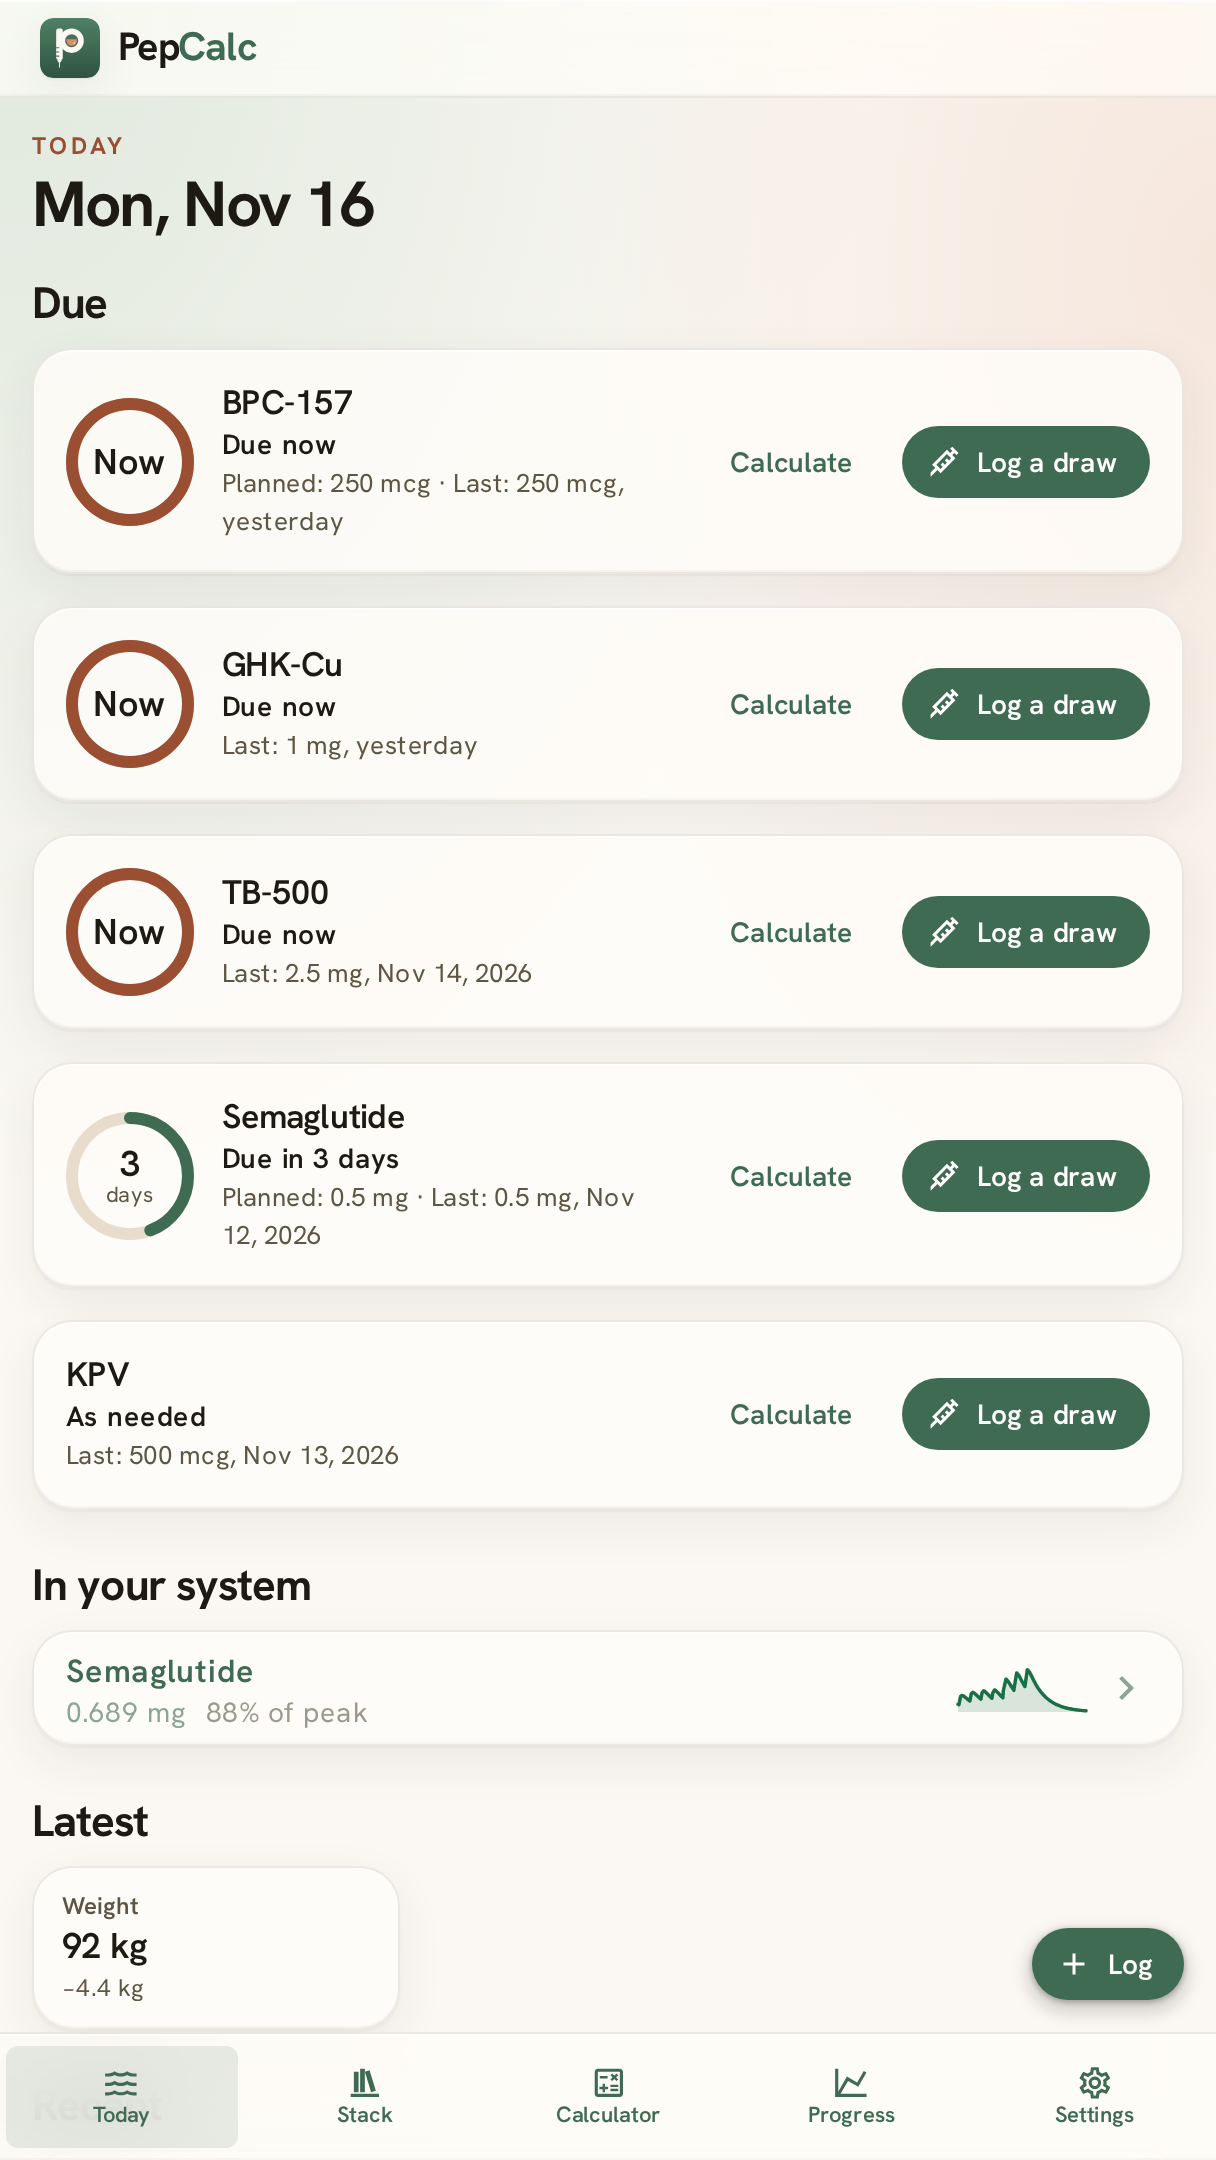 PepCalc
TODAY
Mon, Nov 16
Due
Now
BPC-157
Due now
Planned: 250 mcg · Last: 250 mcg,
yesterday
Calculate
Log a draw
Now
GHK-Cu
Due now
Last: 1 mg, yesterday
Calculate
Log a draw
Now
TB-500
Due now
Last: 2.5 mg, Nov 14, 2026
Calculate
Log a draw
3
days
Semaglutide
Due in 3 days
Planned: 0.5 mg · Last: 0.5 mg, Nov
12, 2026
Calculate
Log a draw
KPV
As needed
Last: 500 mcg, Nov 13, 2026
Calculate
Log a draw
In your system
Semaglutide
0.689 mg 88% of peak
Latest
Weight
92 kg
−4.4 kg
Log
Recent
Today
Stack
Calculator
Progress
Settings